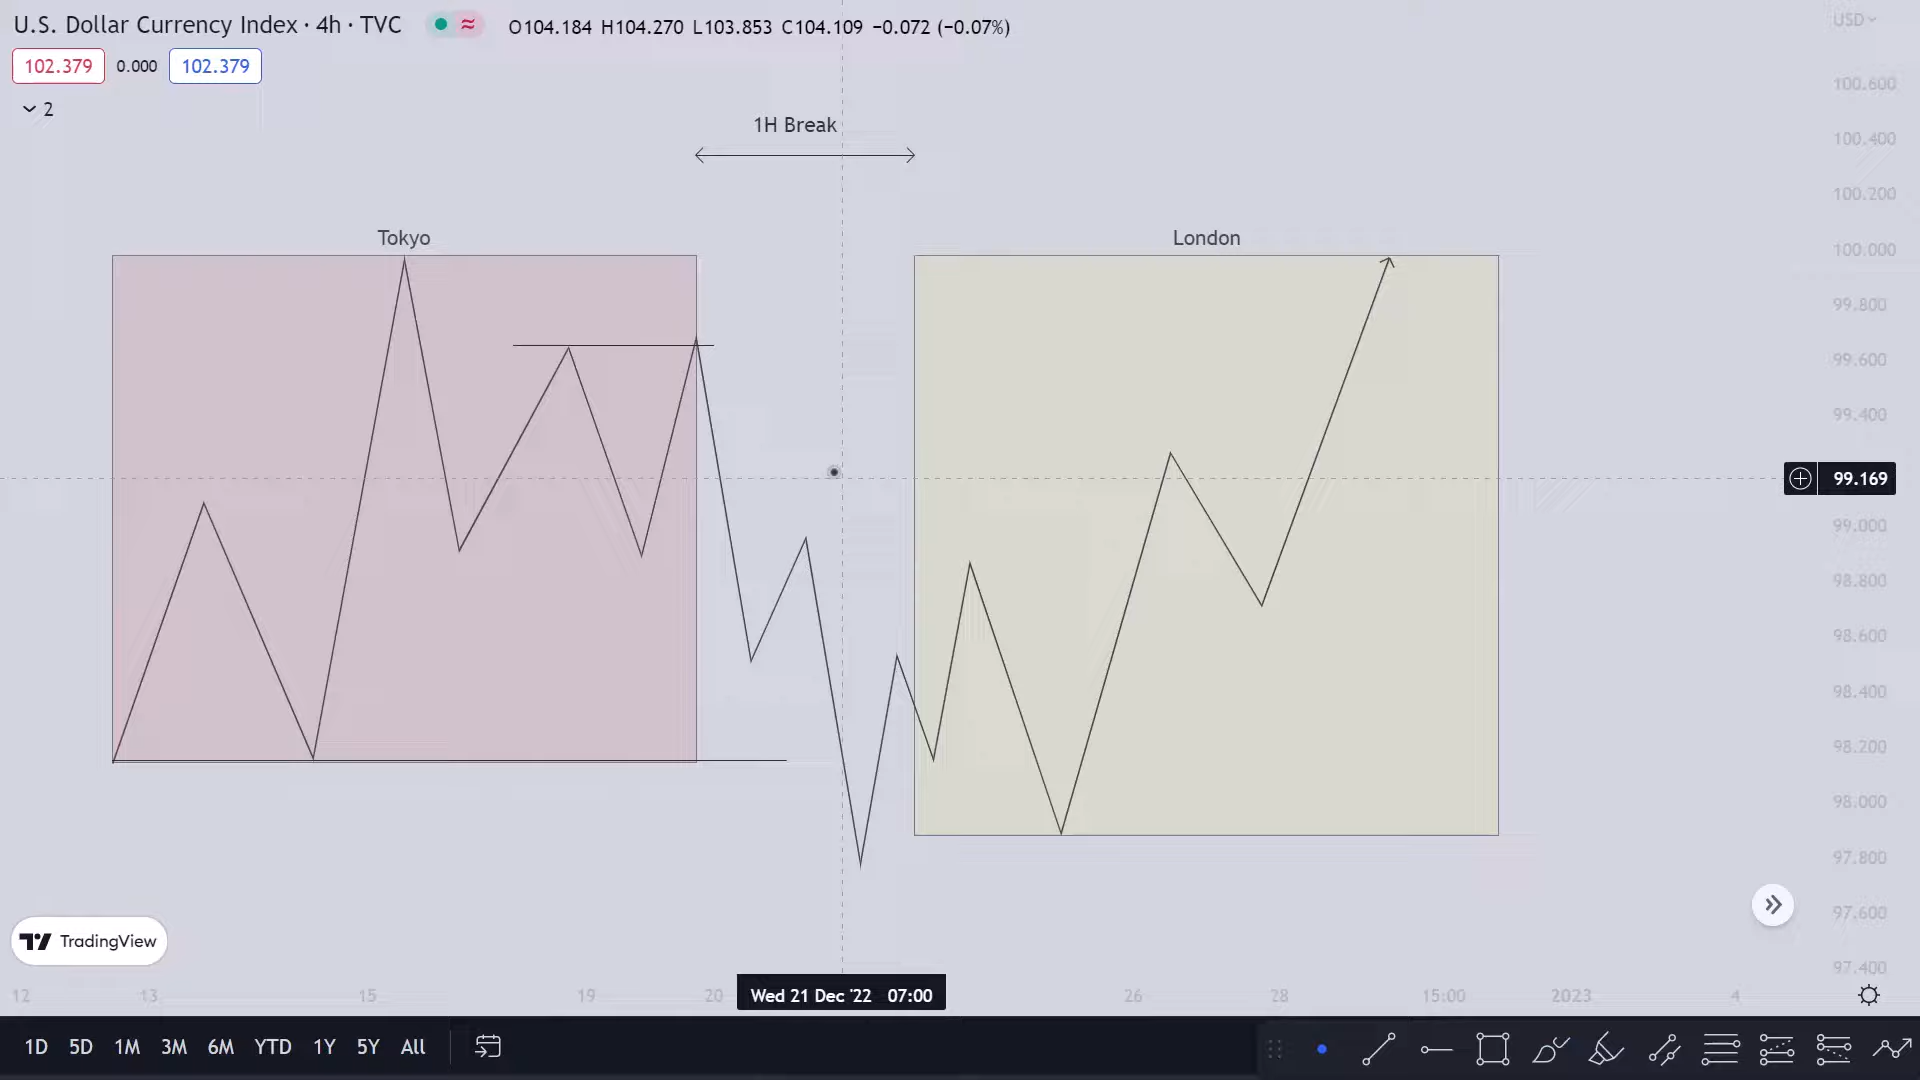 U.S. Dollar Currency Index · 4h · TVC
O104.184 H104.270 L103.853 C104.109 −0.072 (−0.07%)
USD
102.379 0.000 102.379
2
1H Break
Tokyo
London
100.600
100.400
100.200
100.000
99.800
99.600
99.400
99.169
99.000
98.800
98.600
98.400
98.200
98.000
97.800
97.600
97.400
TradingView
12 13 15 19 20 Wed 21 Dec '22 07:00 26 28 15:00 2023 4
1D 5D 1M 3M 6M YTD 1Y 5Y All